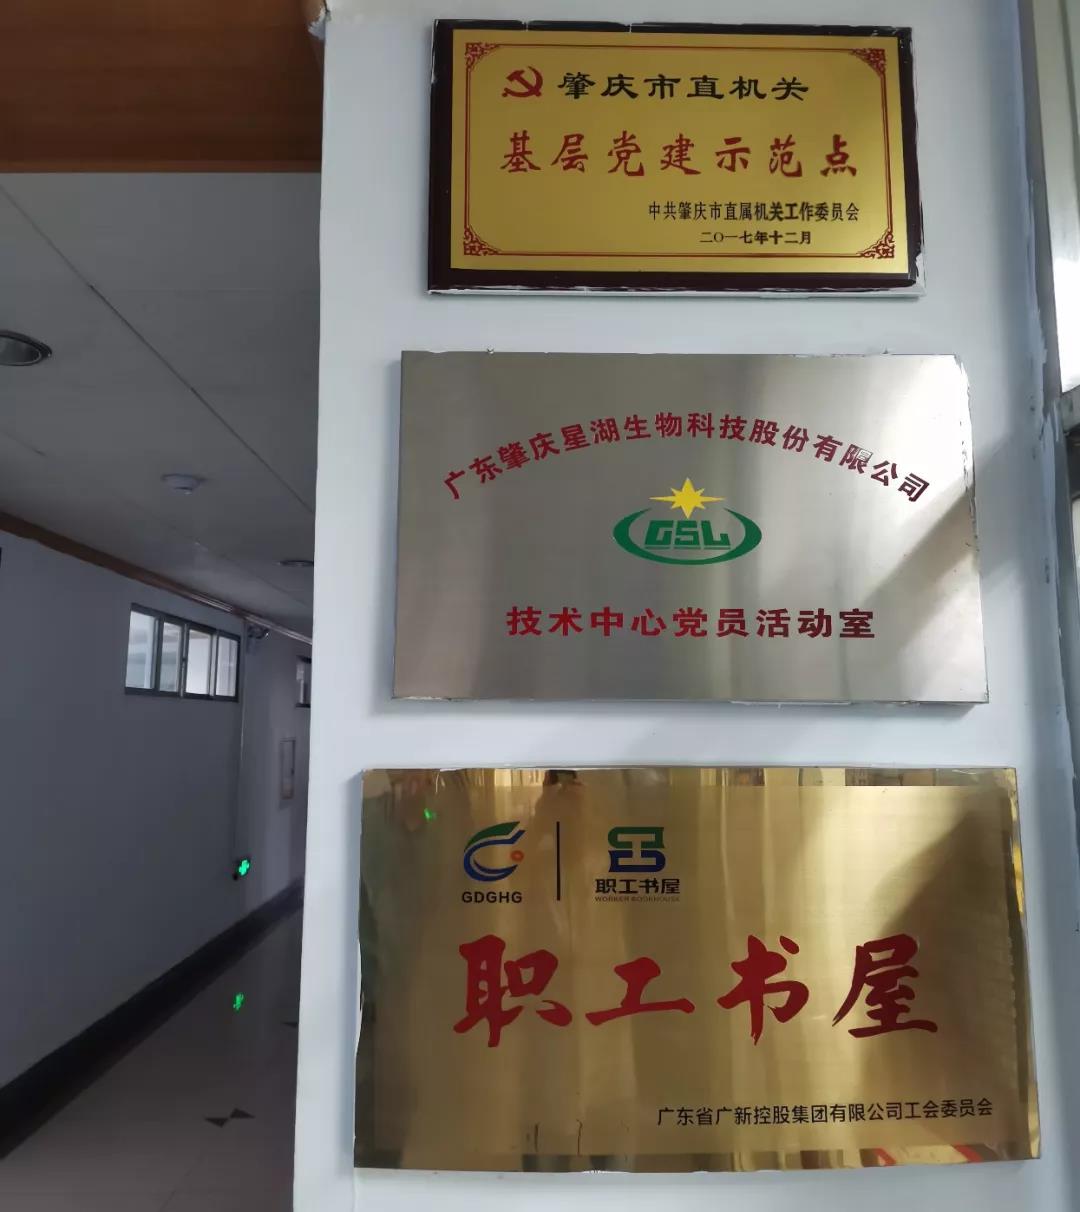 肇庆市直机关
基层党建示范点
中共肇庆市直属机关工作委员会
二〇一七年十二月
广东肇庆星湖生物科技股份有限公司
GSL
技术中心党员活动室
GDGHG
职工书屋
WORKER BOOKHOUSE
职工书屋
广东省广新控股集团有限公司工会委员会